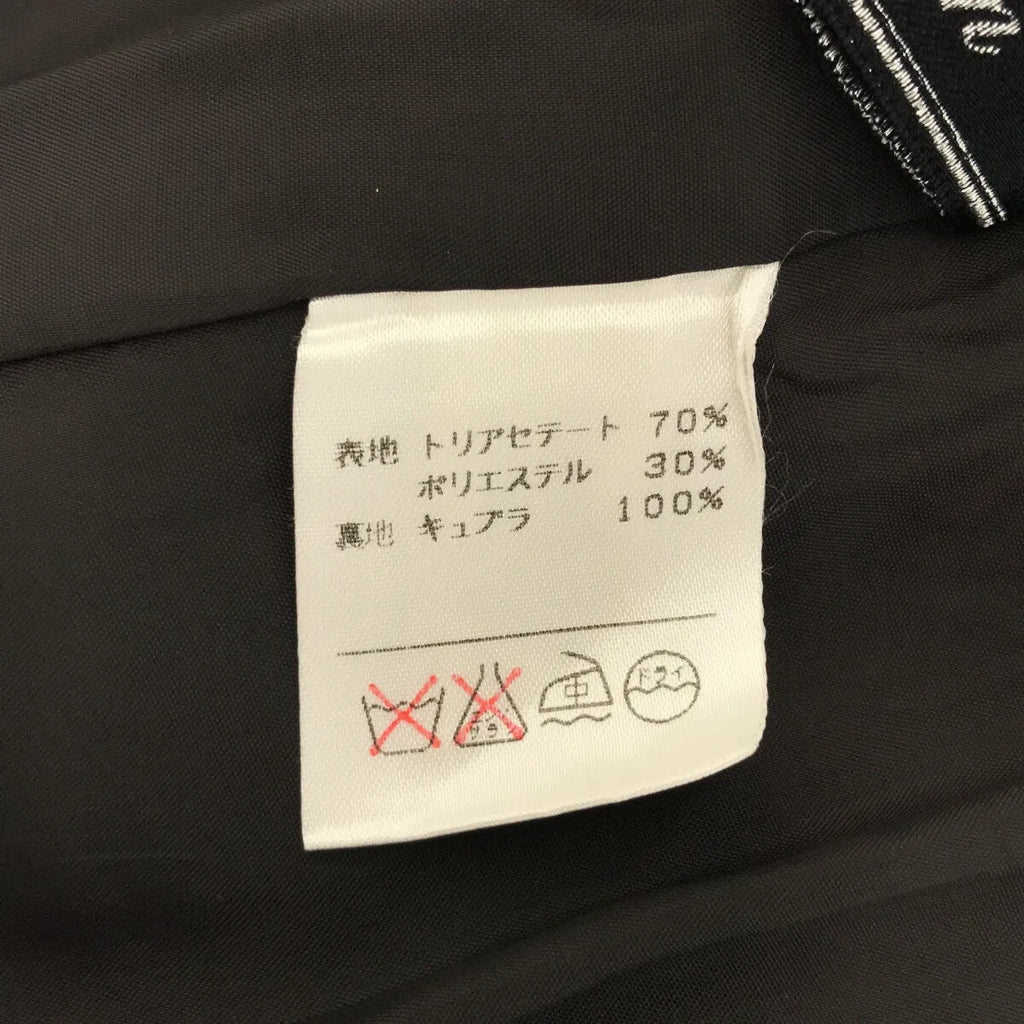 表地 トリアセテート 70%
ポリエステル 30%
裏地 キュプラ 100%
中 ドライ